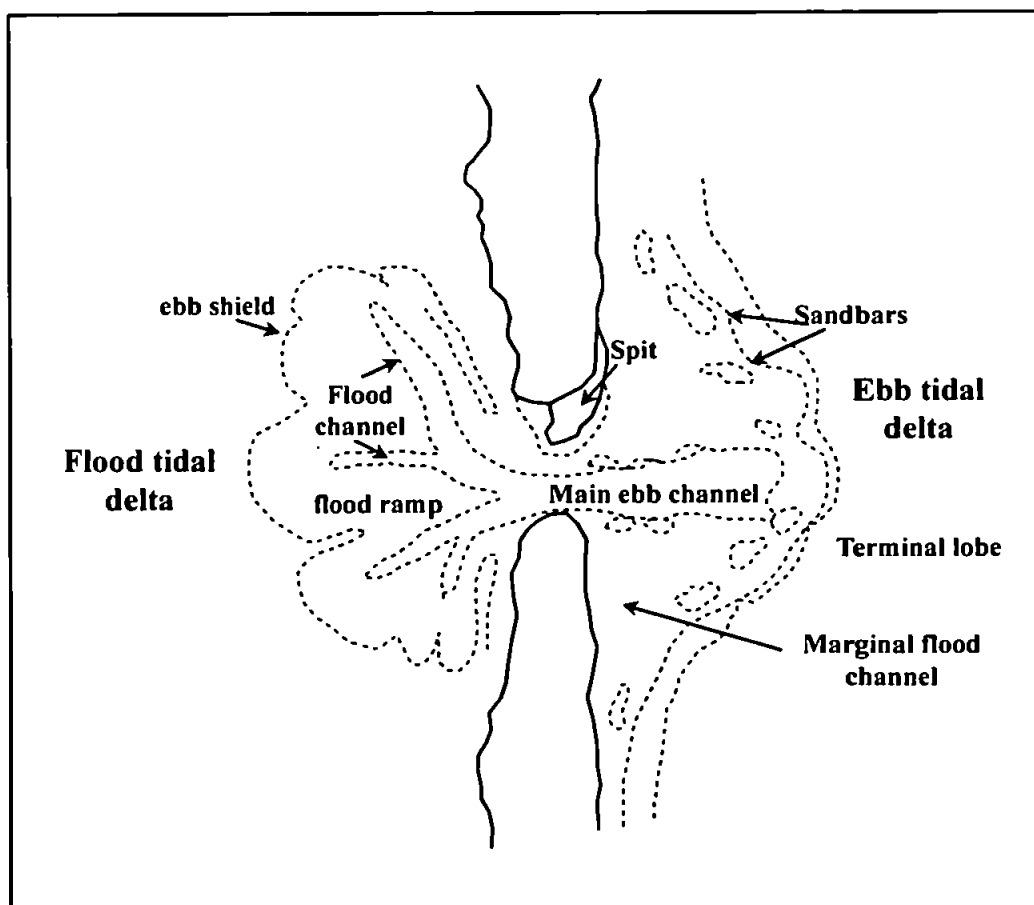 ebb shield
Sandbars
Spit
Flood
channel
Ebb tidal
delta
Flood tidal
delta
flood ramp
Main ebb channel
Terminal lobe
Marginal flood
channel